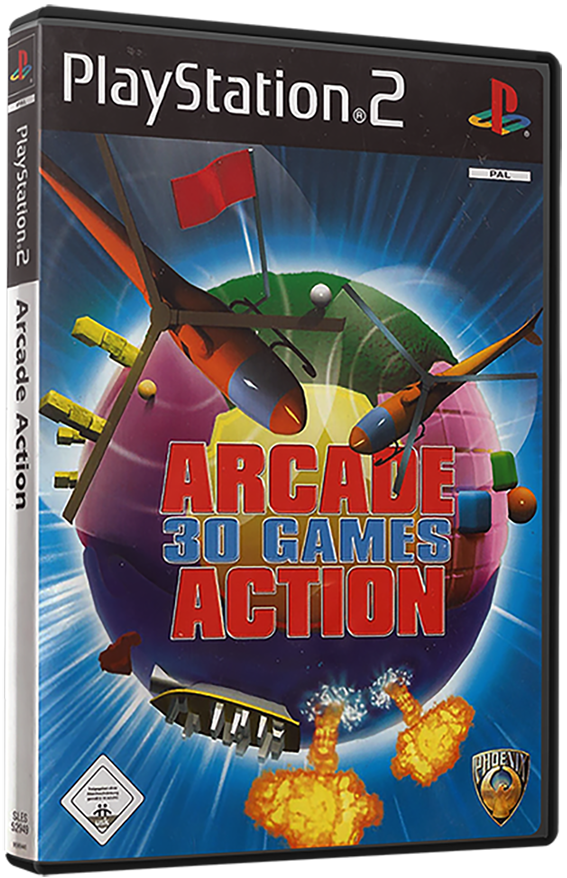 PlayStation®2
PAL
ARCADE
30 GAMES
ACTION
PHOENIX
PlayStation.2
Arcade Action
SLES
52949